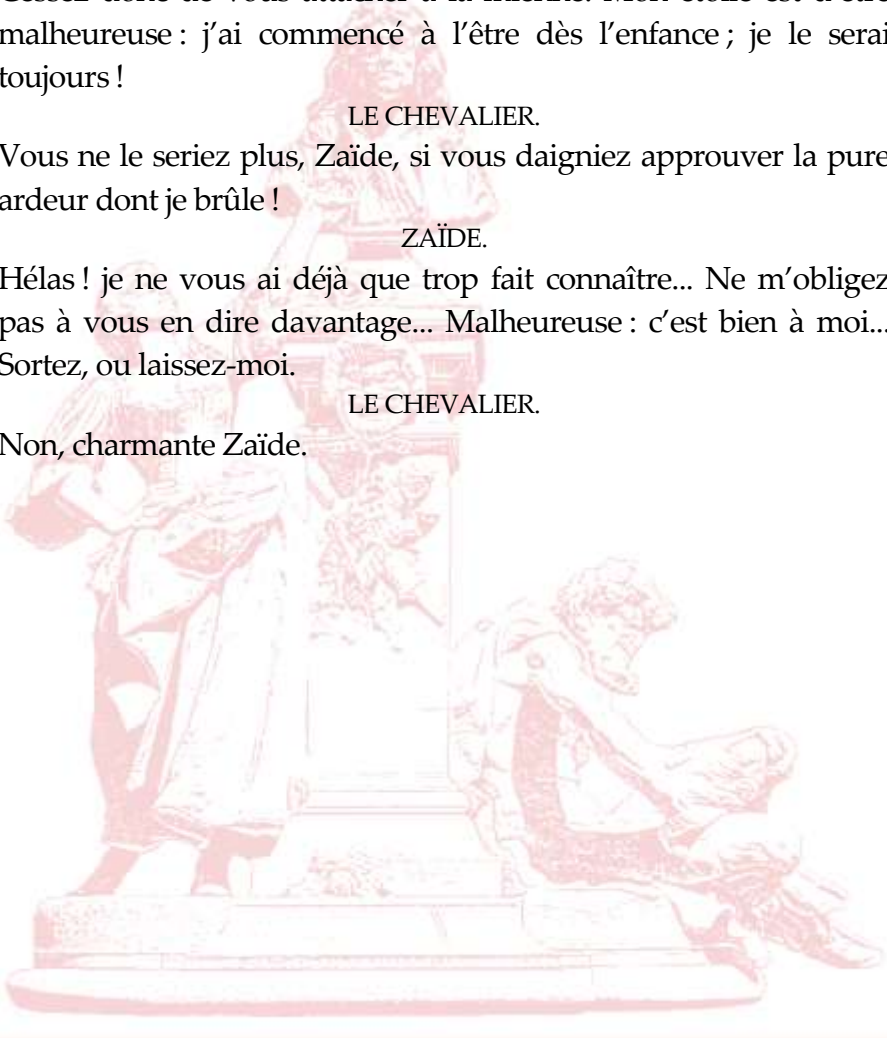 malheureuse : j’ai commencé à l’être dès l’enfance ; je le serai
toujours !
LE CHEVALIER.
Vous ne le seriez plus, Zaïde, si vous daigniez approuver la pure
ardeur dont je brûle !
ZAÏDE.
Hélas ! je ne vous ai déjà que trop fait connaître... Ne m’obligez
pas à vous en dire davantage... Malheureuse : c’est bien à moi...
Sortez, ou laissez-moi.
LE CHEVALIER.
Non, charmante Zaïde.